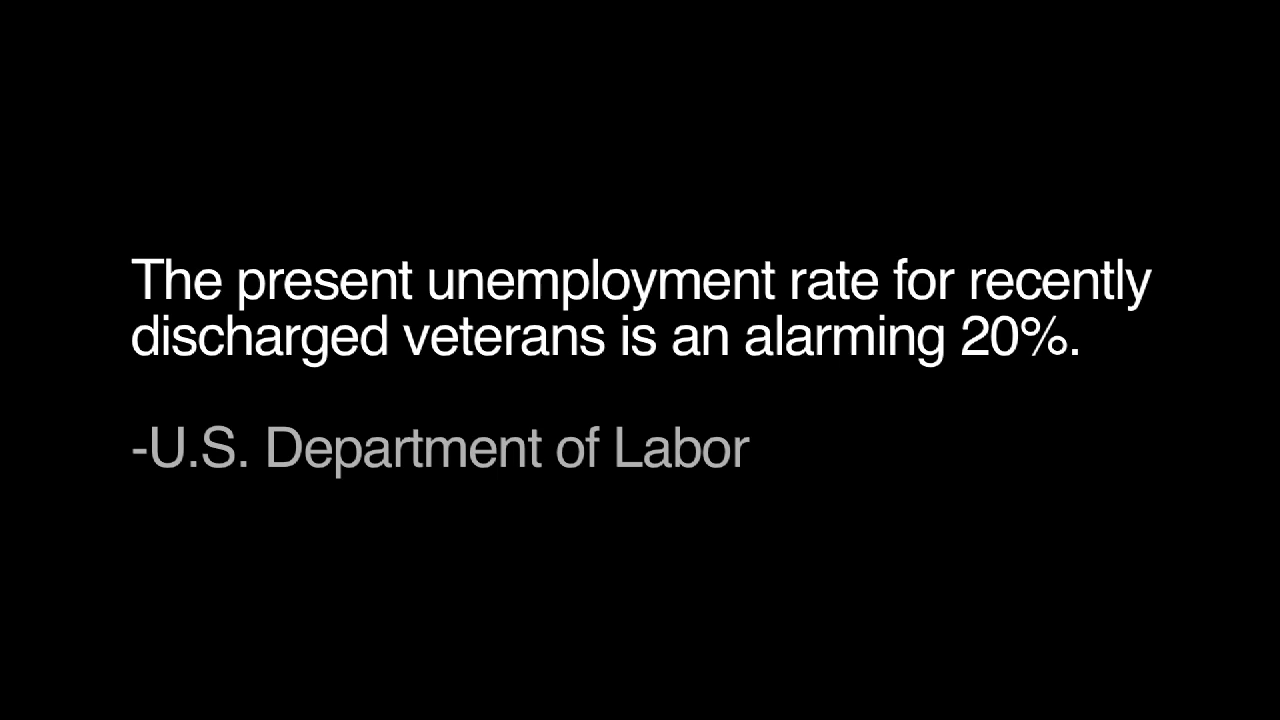 The present unemployment rate for recently
discharged veterans is an alarming 20%.
-U.S. Department of Labor